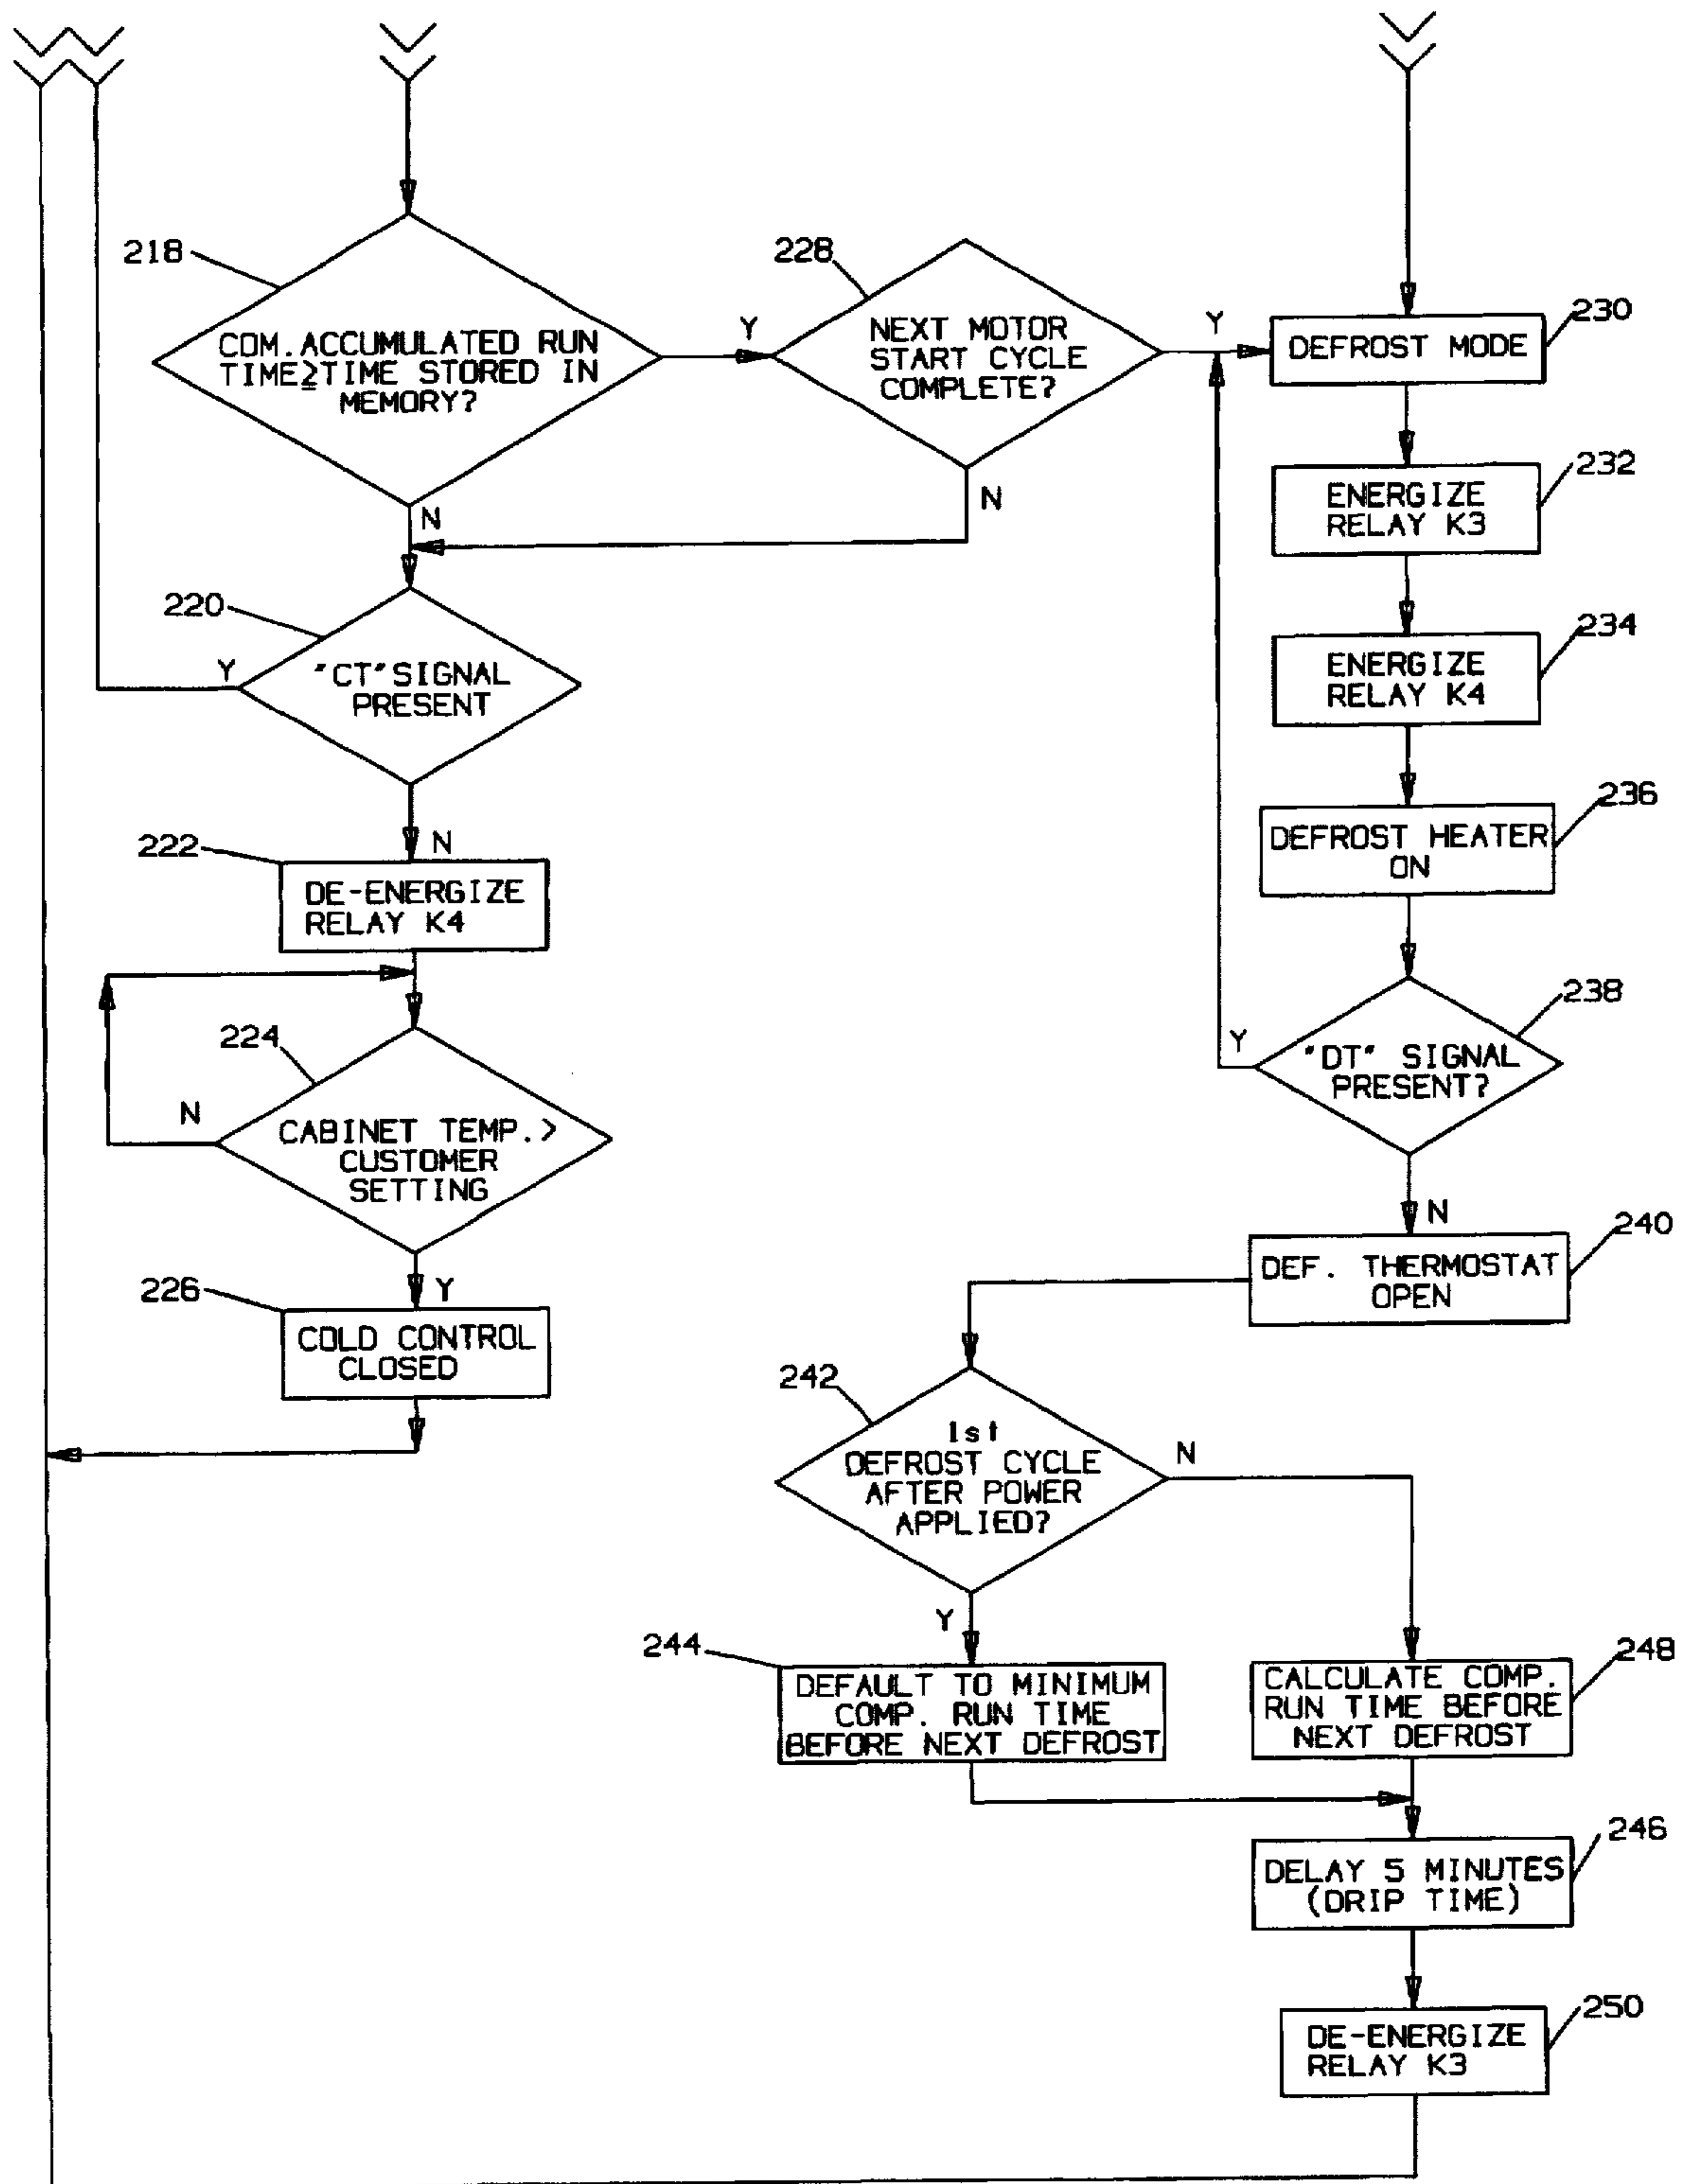 218
COM.ACCUMULATED RUN
TIME≥TIME STORED IN
MEMORY?
Y
N
228
NEXT MOTOR
START CYCLE
COMPLETE?
Y
N
230
DEFROST MODE
232
ENERGIZE
RELAY K3
234
ENERGIZE
RELAY K4
236
DEFROST HEATER
ON
238
"DT" SIGNAL
PRESENT?
Y
N
220
"CT" SIGNAL
PRESENT
Y
N
222
DE-ENERGIZE
RELAY K4
224
CABINET TEMP.>
CUSTOMER
SETTING
N
Y
226
COLD CONTROL
CLOSED
240
DEF. THERMOSTAT
OPEN
242
1st
DEFROST CYCLE
AFTER POWER
APPLIED?
N
Y
244
DEFAULT TO MINIMUM
COMP. RUN TIME
BEFORE NEXT DEFROST
248
CALCULATE COMP.
RUN TIME BEFORE
NEXT DEFROST
246
DELAY 5 MINUTES
(DRIP TIME)
250
DE-ENERGIZE
RELAY K3